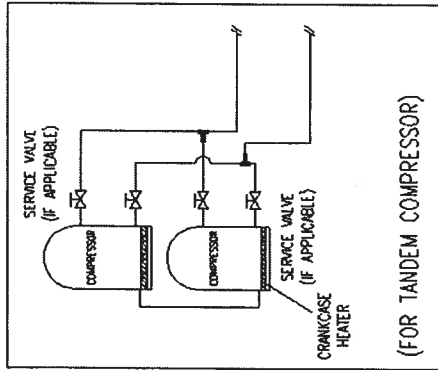 SERVICE VALVE
(IF APPLICABLE)
COMPRESSOR
COMPRESSOR
SERVICE VALVE
(IF APPLICABLE)
CRANKCASE
HEATER
(FOR TANDEM COMPRESSOR)